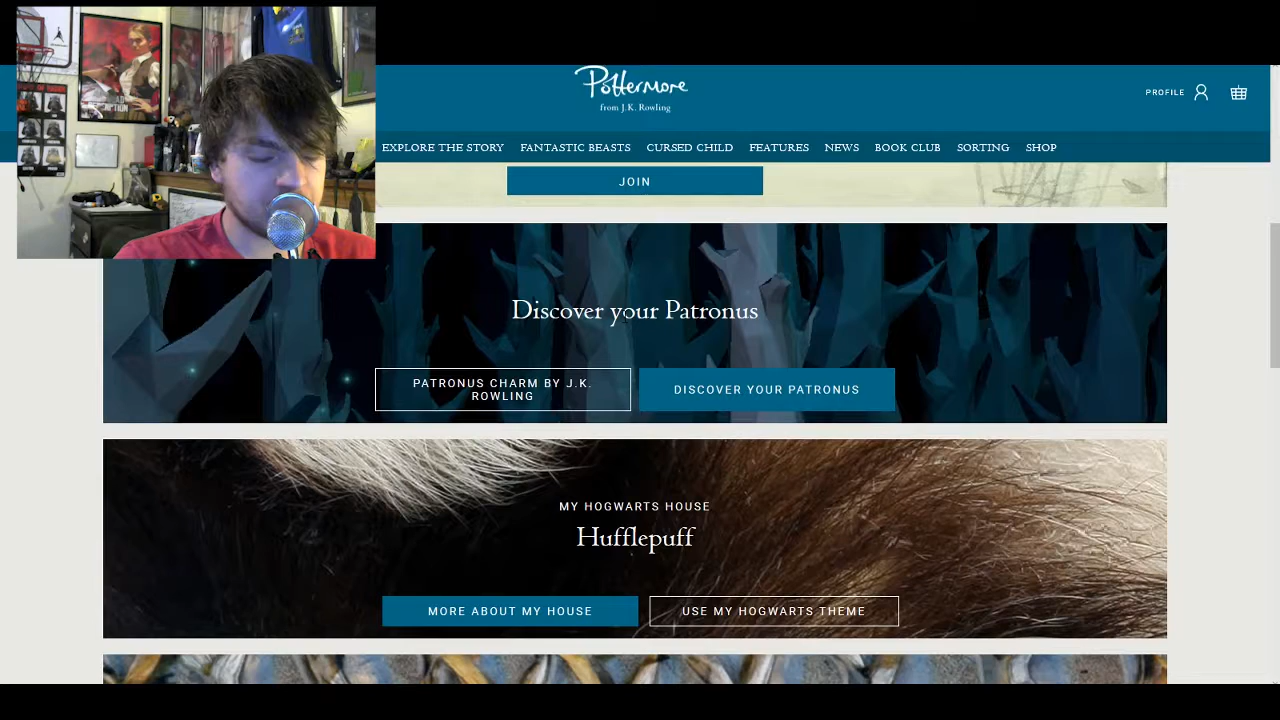 Pottermore
from J.K. Rowling
PROFILE
EXPLORE THE STORY FANTASTIC BEASTS CURSED CHILD FEATURES NEWS BOOK CLUB SORTING SHOP
JOIN
Discover your Patronus
PATRONUS CHARM BY J.K.
ROWLING
DISCOVER YOUR PATRONUS
MY HOGWARTS HOUSE
Hufflepuff
MORE ABOUT MY HOUSE
USE MY HOGWARTS THEME